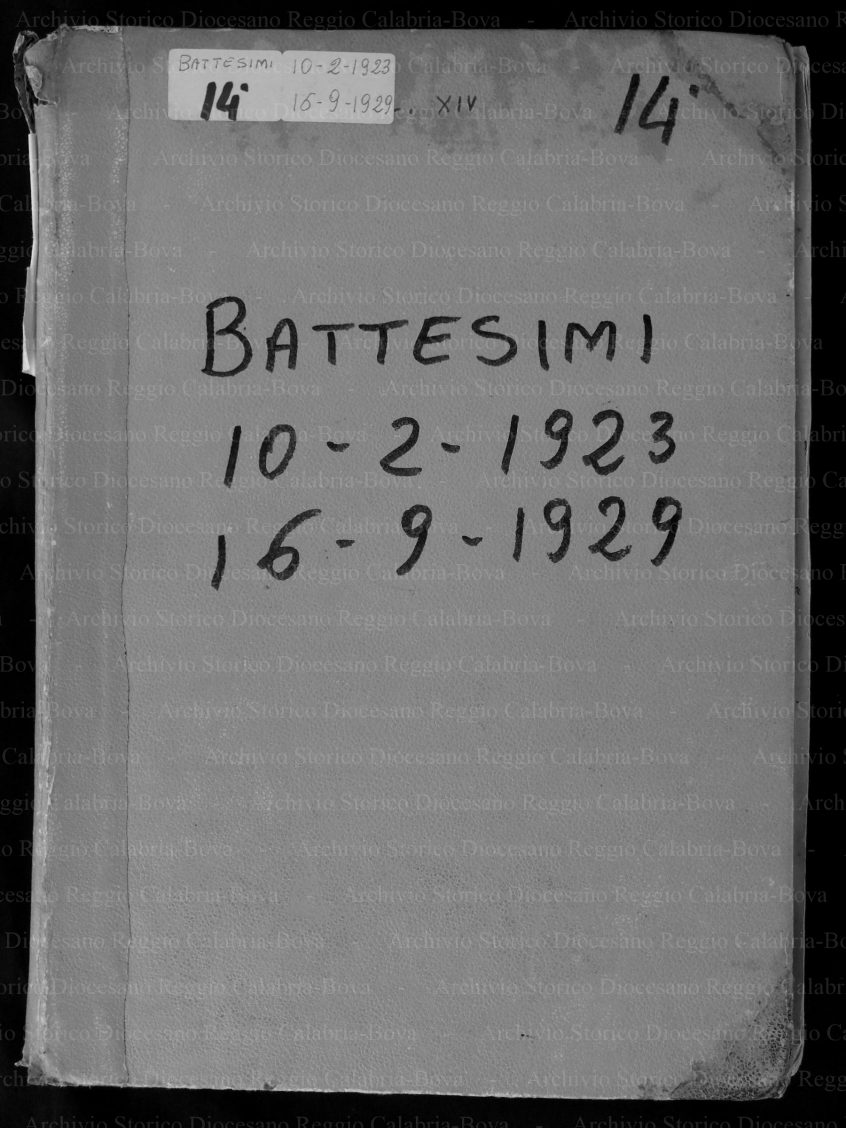 BATTESIMI 10-2-1923
14 16-9-1929 XIV
14
BATTESIMI
10-2-1923
16-9-1929
Archivio Storico Diocesano Reggio Calabria-Bova